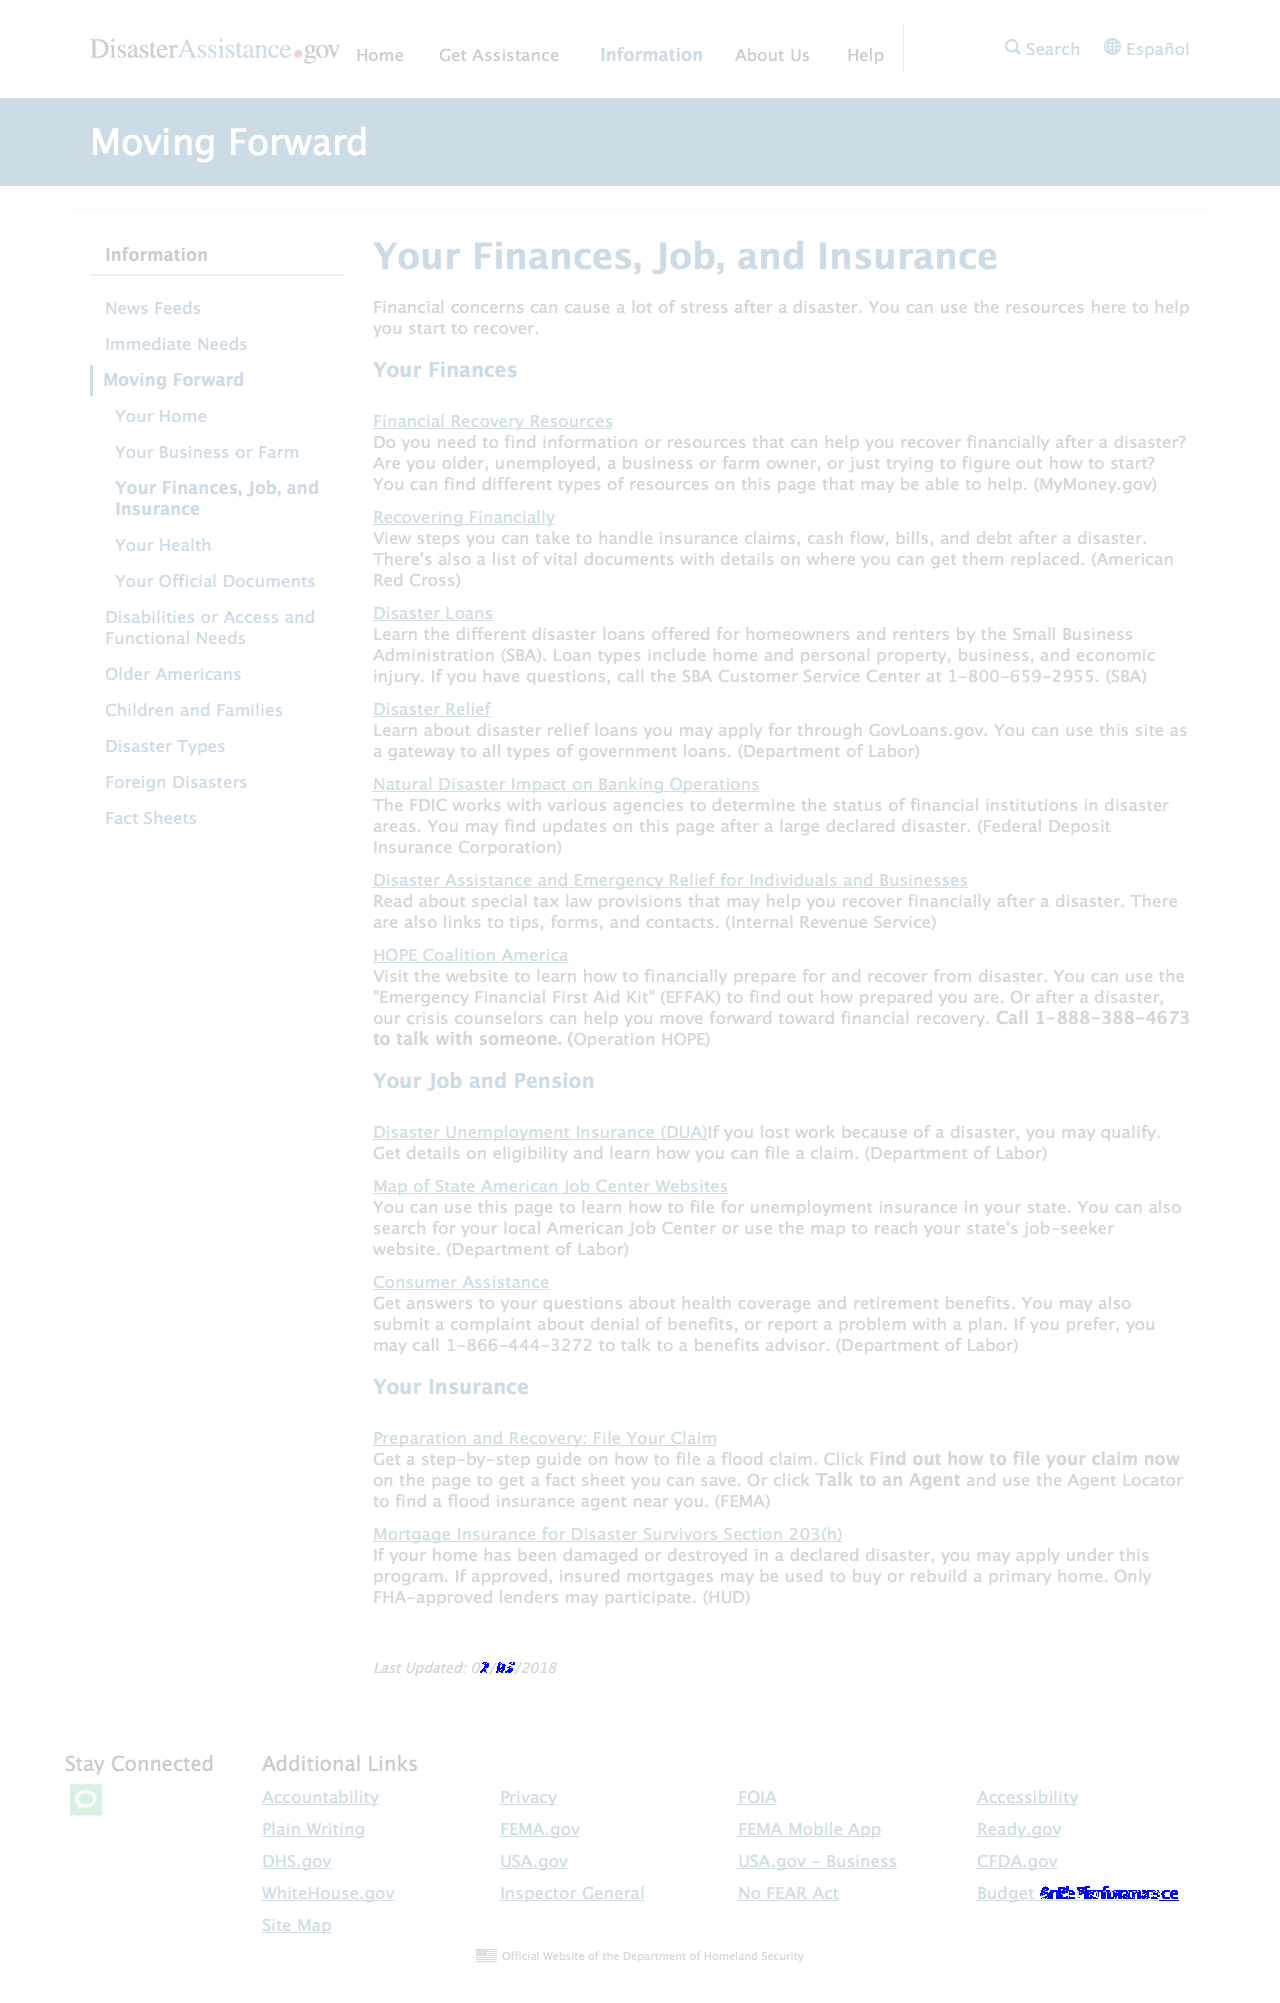 DisasterAssistance.gov Home Get Assistance Information About Us Help Search Español
Moving Forward
Information
News Feeds
Immediate Needs
Moving Forward
Your Home
Your Business or Farm
Your Finances, Job, and
Insurance
Your Health
Your Official Documents
Disabilities or Access and
Functional Needs
Older Americans
Children and Families
Disaster Types
Foreign Disasters
Fact Sheets
Your Finances, Job, and Insurance
Financial concerns can cause a lot of stress after a disaster. You can use the resources here to help
you start to recover.
Your Finances
Financial Recovery Resources
Do you need to find information or resources that can help you recover financially after a disaster?
Are you older, unemployed, a business or farm owner, or just trying to figure out how to start?
You can find different types of resources on this page that may be able to help. (MyMoney.gov)
Recovering Financially
View steps you can take to handle insurance claims, cash flow, bills, and debt after a disaster.
There's also a list of vital documents with details on where you can get them replaced. (American
Red Cross)
Disaster Loans
Learn the different disaster loans offered for homeowners and renters by the Small Business
Administration (SBA). Loan types include home and personal property, business, and economic
injury. If you have questions, call the SBA Customer Service Center at 1-800-659-2955. (SBA)
Disaster Relief
Learn about disaster relief loans you may apply for through GovLoans.gov. You can use this site as
a gateway to all types of government loans. (Department of Labor)
Natural Disaster Impact on Banking Operations
The FDIC works with various agencies to determine the status of financial institutions in disaster
areas. You may find updates on this page after a large declared disaster. (Federal Deposit
Insurance Corporation)
Disaster Assistance and Emergency Relief for Individuals and Businesses
Read about special tax law provisions that may help you recover financially after a disaster. There
are also links to tips, forms, and contacts. (Internal Revenue Service)
HOPE Coalition America
Visit the website to learn how to financially prepare for and recover from disaster. You can use the
"Emergency Financial First Aid Kit" (EFFAK) to find out how prepared you are. Or after a disaster,
our crisis counselors can help you move forward toward financial recovery. Call 1-888-388-4673
to talk with someone. (Operation HOPE)
Your Job and Pension
Disaster Unemployment Insurance (DUA)If you lost work because of a disaster, you may qualify.
Get details on eligibility and learn how you can file a claim. (Department of Labor)
Map of State American Job Center Websites
You can use this page to learn how to file for unemployment insurance in your state. You can also
search for your local American Job Center or use the map to reach your state's job-seeker
website. (Department of Labor)
Consumer Assistance
Get answers to your questions about health coverage and retirement benefits. You may also
submit a complaint about denial of benefits, or report a problem with a plan. If you prefer, you
may call 1-866-444-3272 to talk to a benefits advisor. (Department of Labor)
Your Insurance
Preparation and Recovery: File Your Claim
Get a step-by-step guide on how to file a flood claim. Click Find out how to file your claim now
on the page to get a fact sheet you can save. Or click Talk to an Agent and use the Agent Locator
to find a flood insurance agent near you. (FEMA)
Mortgage Insurance for Disaster Survivors Section 203(h)
If your home has been damaged or destroyed in a declared disaster, you may apply under this
program. If approved, insured mortgages may be used to buy or rebuild a primary home. Only
FHA-approved lenders may participate. (HUD)
Last Updated: /2018
Stay Connected
Additional Links
Accountability Privacy FOIA Accessibility
Plain Writing FEMA.gov FEMA Mobile App Ready.gov
DHS.gov USA.gov USA.gov - Business CFDA.gov
WhiteHouse.gov Inspector General No FEAR Act Budget
Site Map
Official Website of the Department of Homeland Security